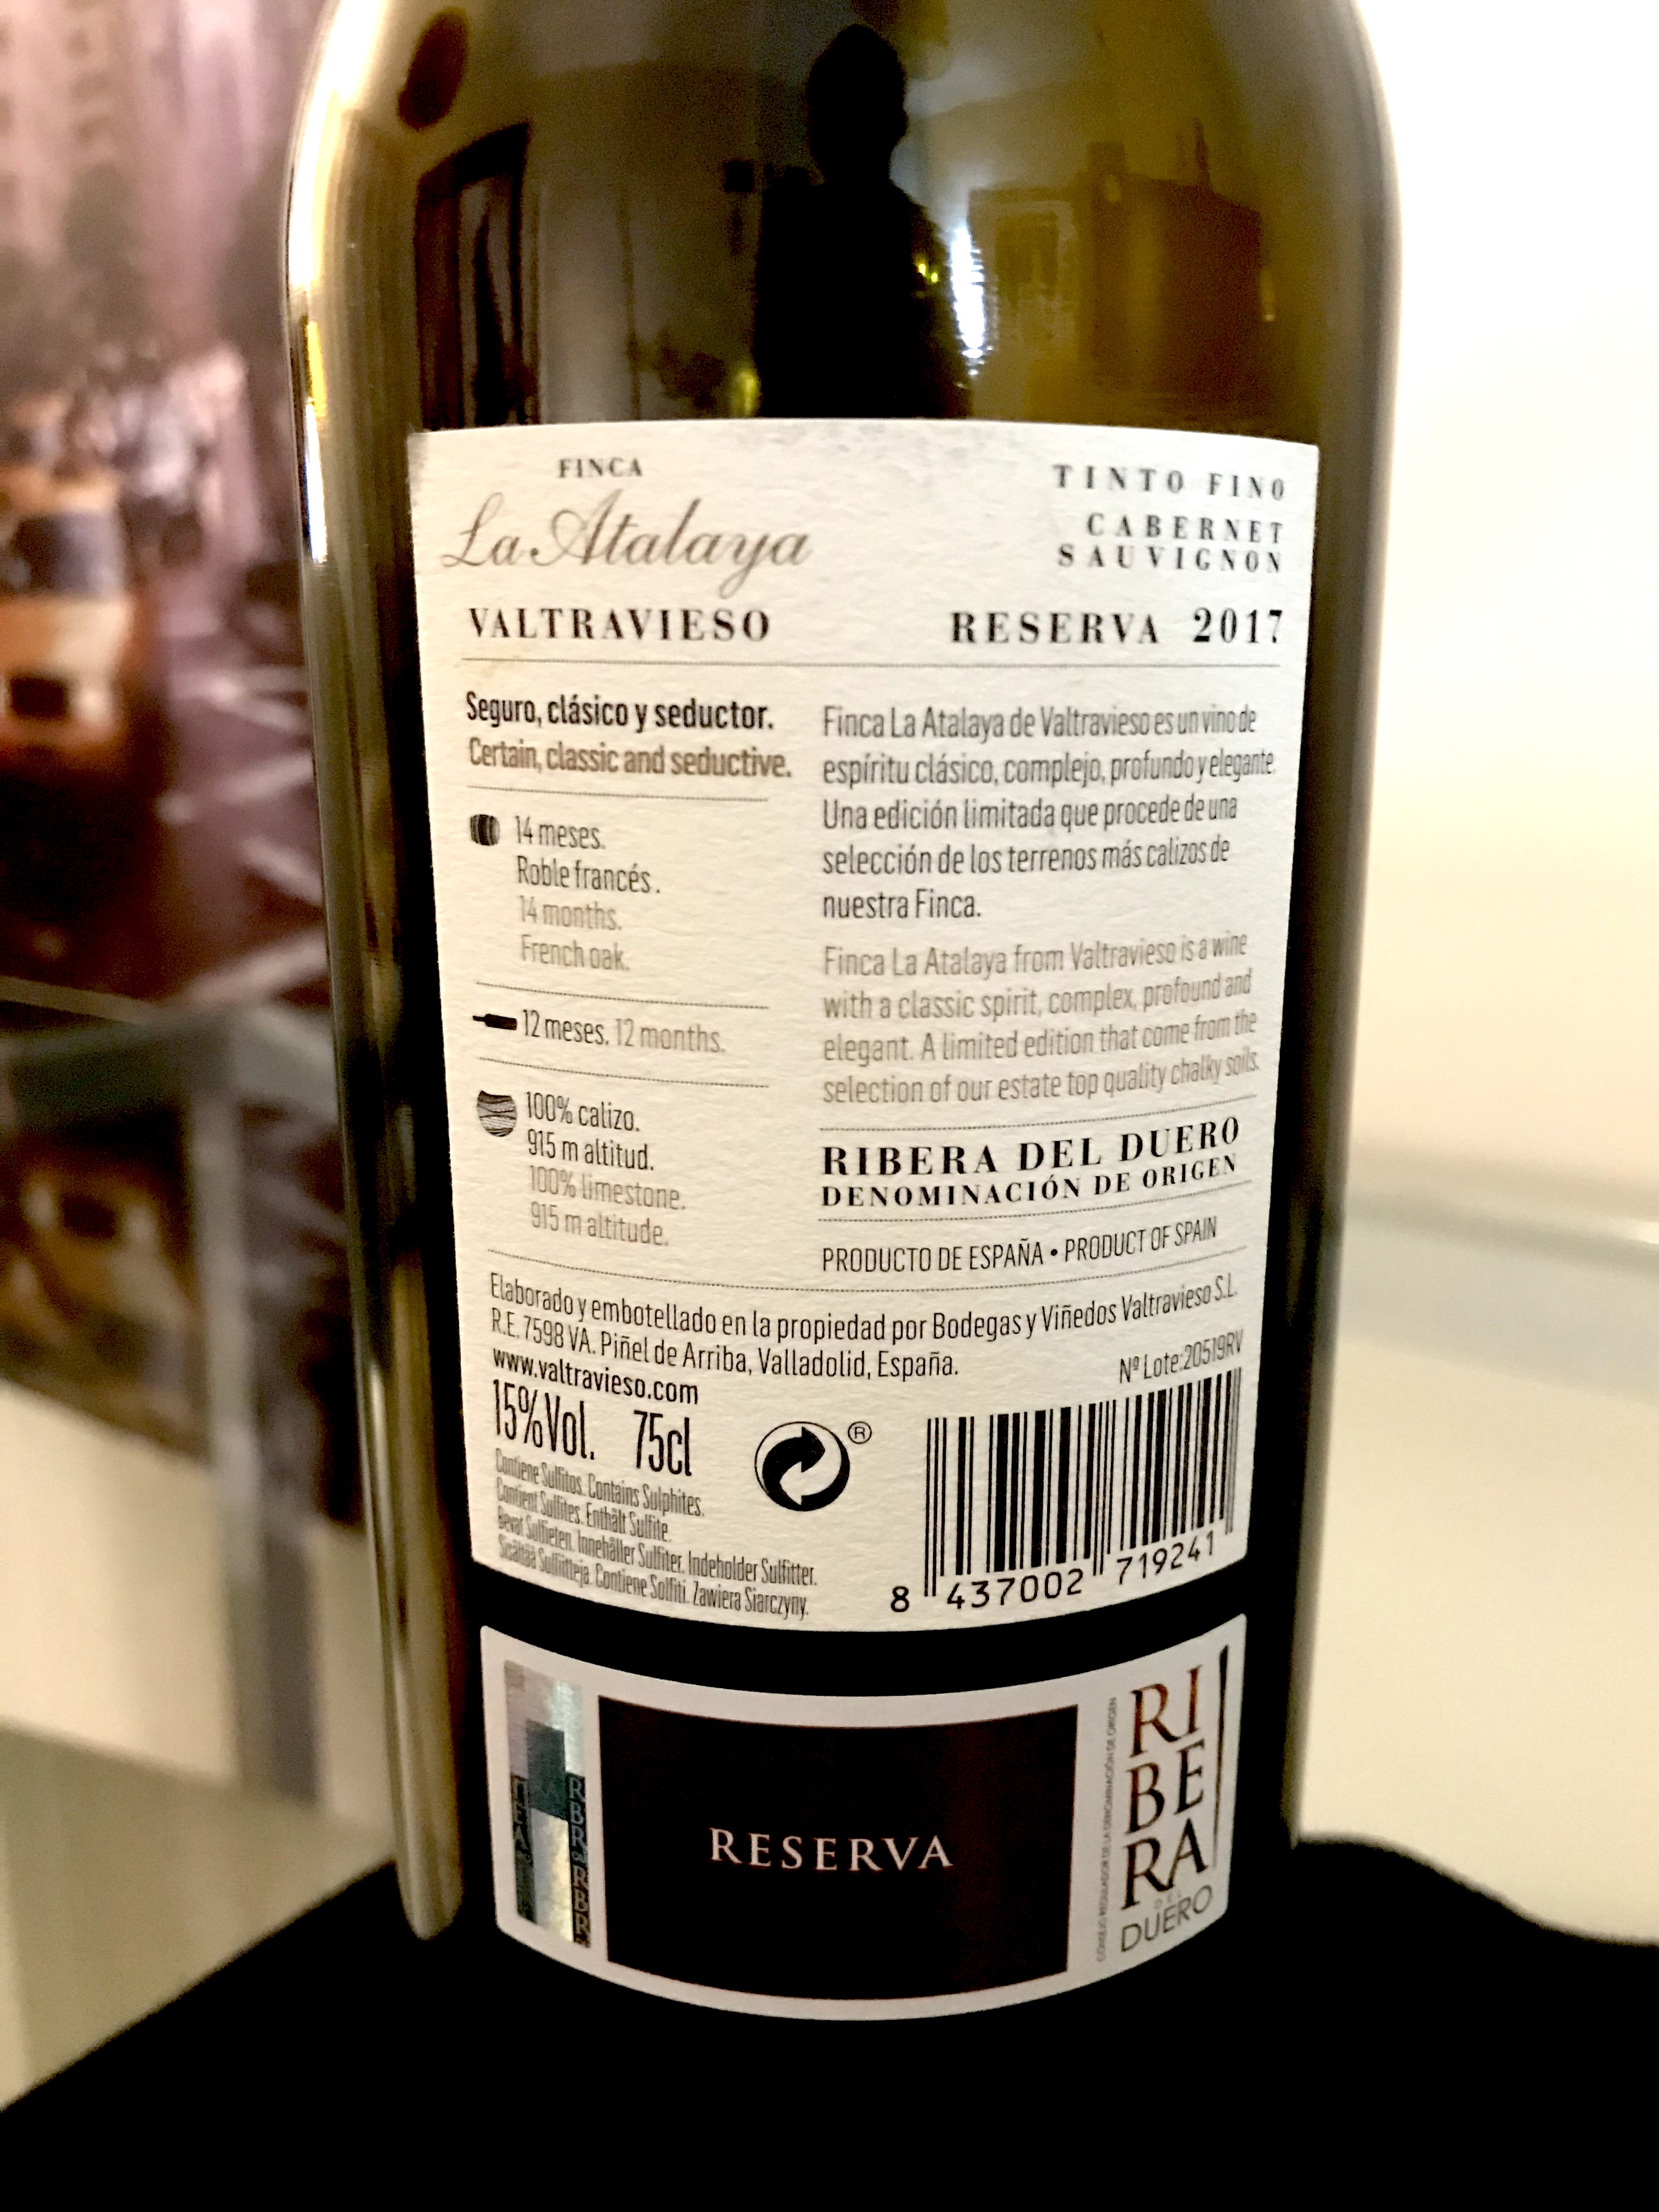 FINCA
La Atalaya
VALTRAVIESO
TINTO FINO
CABERNET
SAUVIGNON
RESERVA 2017
Seguro, clásico y seductor.
Certain, classic and seductive.
14 meses.
Roble francés.
14 months.
French oak.
12 meses. 12 months.
100% calizo.
915 m altitud.
100% limestone.
915 m altitude.
Finca La Atalaya de Valtravieso es un vino de
espíritu clásico, complejo, profundo y elegante.
Una edición limitada que procede de una
selección de los terrenos más calizos de
nuestra Finca.
Finca La Atalaya from Valtravieso is a wine
with a classic spirit, complex, profound and
elegant. A limited edition that come from the
selection of our estate top quality chalky soils.
RIBERA DEL DUERO
DENOMINACIÓN DE ORIGEN
PRODUCTO DE ESPAÑA • PRODUCT OF SPAIN
Elaborado y embotellado en la propiedad por Bodegas y Viñedos Valtravieso S.L.
R.E. 7598 VA. Piñel de Arriba, Valladolid, España.
www.valtravieso.com
Nº Lote:20519RV
15%Vol. 75cl
®
Contiene Sulfitos. Contains Sulphites.
Contient Sulfites. Enthält Sulfite.
Bevat Sulfieten. Innehåller Sulfiter. Indeholder Sulfitter.
Sisältää Sulfiitteja. Contiene Solfiti. Zawiera Siarczyny.
8 437002 719241
RESERVA
CONSEJO REGULADOR DE LA DENOMINACIÓN DE ORIGEN
RI
BE
RA
DEL
DUERO